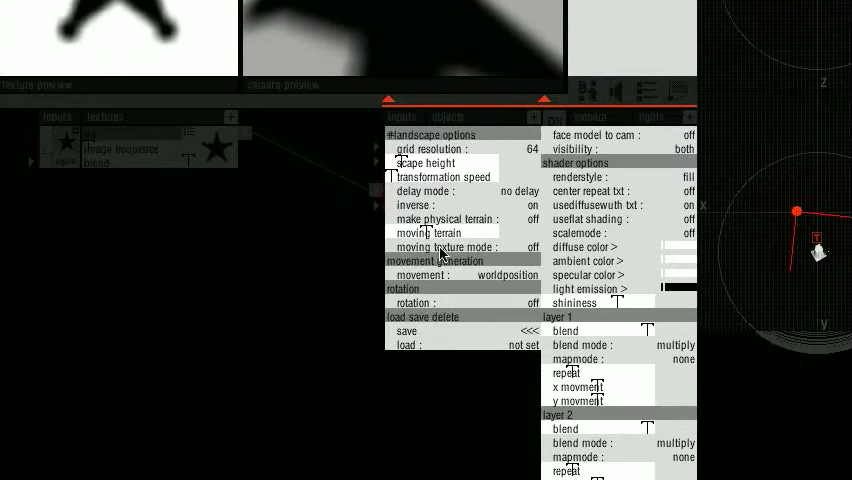 texture preview
camera preview
inputs textures +
image frequence
blend
inputs objects +
camera lights +
#landscape options
grid resolution : 64
scape height
transformation speed
delay mode : no delay
inverse : on
make physical terrain : off
moving terrain
moving texture mode : off
movement generation
movement : worldposition
rotation
rotation : off
load save delete
save <<<
load : not set
face model to cam : off
visibility : both
shader options
renderstyle : fill
center repeat txt : off
usediffusewuth txt : on
useflat shading : off
scalemode : off
diffuse color >
ambient color >
specular color >
light emission >
shininess
layer 1
blend
blend mode : multiply
mapmode : none
repeat
x movment
y movment
layer 2
blend
blend mode : multiply
mapmode : none
repeat
z
x
T
y